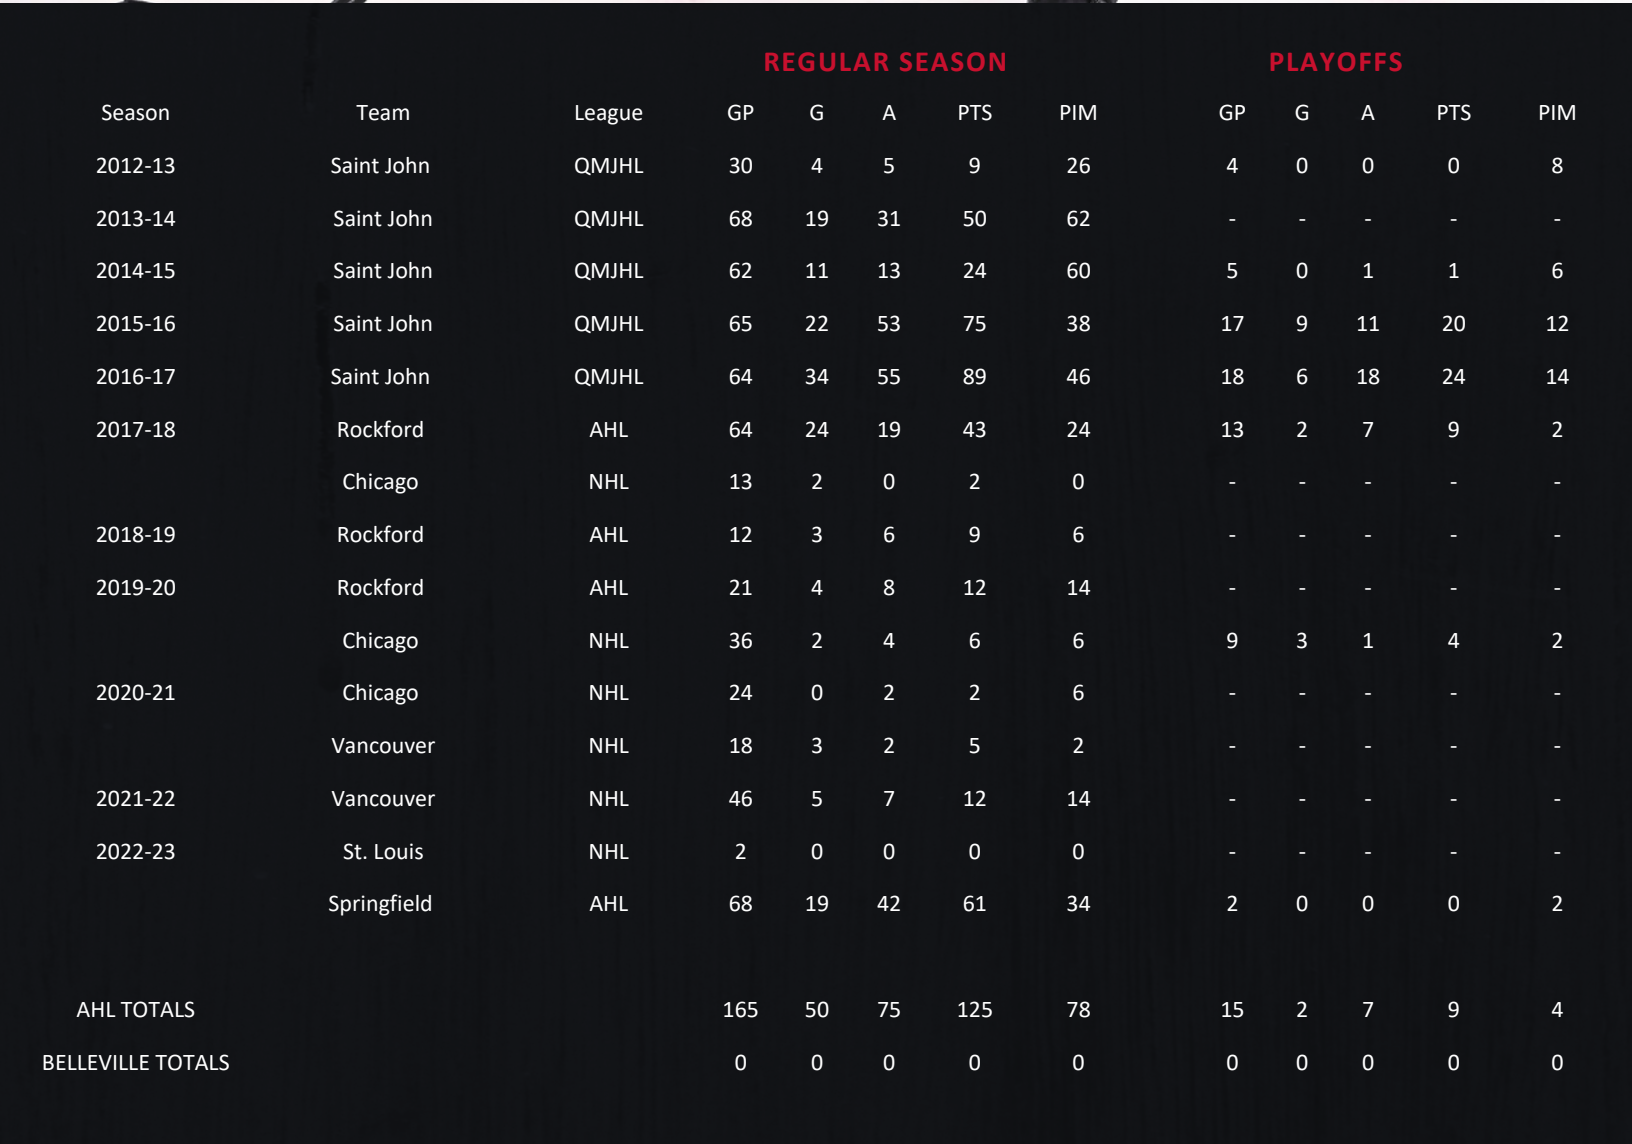 REGULAR SEASON PLAYOFFS
Season Team League GP G A PTS PIM GP G A PTS PIM
2012-13 Saint John QMJHL 30 4 5 9 26 4 0 0 0 8
2013-14 Saint John QMJHL 68 19 31 50 62 - - - - -
2014-15 Saint John QMJHL 62 11 13 24 60 5 0 1 1 6
2015-16 Saint John QMJHL 65 22 53 75 38 17 9 11 20 12
2016-17 Saint John QMJHL 64 34 55 89 46 18 6 18 24 14
2017-18 Rockford AHL 64 24 19 43 24 13 2 7 9 2
Chicago NHL 13 2 0 2 0 - - - - -
2018-19 Rockford AHL 12 3 6 9 6 - - - - -
2019-20 Rockford AHL 21 4 8 12 14 - - - - -
Chicago NHL 36 2 4 6 6 9 3 1 4 2
2020-21 Chicago NHL 24 0 2 2 6 - - - - -
Vancouver NHL 18 3 2 5 2 - - - - -
2021-22 Vancouver NHL 46 5 7 12 14 - - - - -
2022-23 St. Louis NHL 2 0 0 0 0 - - - - -
Springfield AHL 68 19 42 61 34 2 0 0 0 2
AHL TOTALS 165 50 75 125 78 15 2 7 9 4
BELLEVILLE TOTALS 0 0 0 0 0 0 0 0 0 0